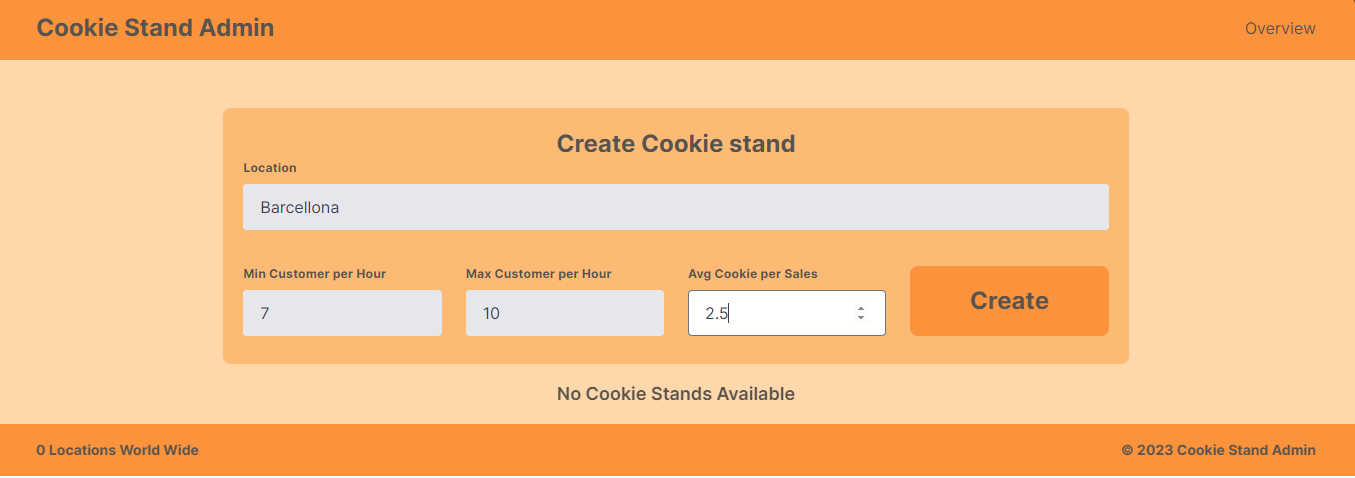 Cookie Stand Admin
Overview
Create Cookie stand
Location
Barcellona
Min Customer per Hour
Max Customer per Hour
Avg Cookie per Sales
7
10
2.5
Create
No Cookie Stands Available
0 Locations World Wide
© 2023 Cookie Stand Admin